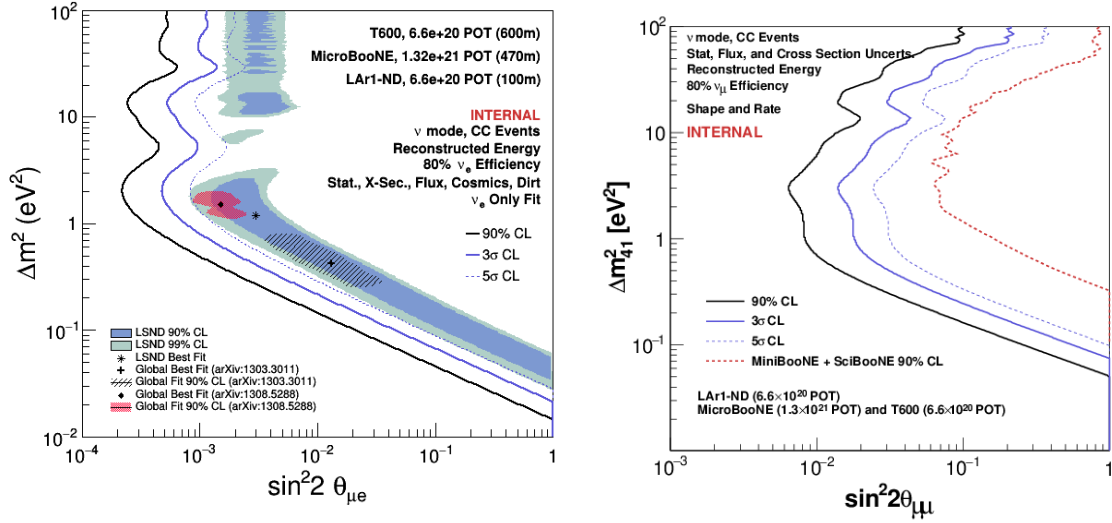 T600, 6.6e+20 POT (600m)
MicroBooNE, 1.32e+21 POT (470m)
LAr1-ND, 6.6e+20 POT (100m)
INTERNAL
ν mode, CC Events
Reconstructed Energy
80% νe Efficiency
Stat., X-Sec., Flux, Cosmics, Dirt
νe Only Fit
90% CL
3σ CL
5σ CL
LSND 90% CL
LSND 99% CL
LSND Best Fit
Global Best Fit (arXiv:1303.3011)
Global Fit 90% CL (arXiv:1303.3011)
Global Best Fit (arXiv:1308.5288)
Global Fit 90% CL (arXiv:1308.5288)
Δm² (eV²)
10²
10
1
10⁻¹
10⁻²
10⁻⁴
10⁻³
10⁻²
10⁻¹
1
sin²2 θμe
ν mode, CC Events
Stat, Flux, and Cross Section Uncerts.
Reconstructed Energy
80% νμ Efficiency
Shape and Rate
INTERNAL
90% CL
3σ CL
5σ CL
MiniBooNE + SciBooNE 90% CL
LAr1-ND (6.6×10²⁰ POT)
MicroBooNE (1.3×10²¹ POT) and T600 (6.6×10²⁰ POT)
Δm²41 [eV²]
10²
10
1
10⁻¹
10⁻²
10⁻³
10⁻²
10⁻¹
1
sin²2θμμ